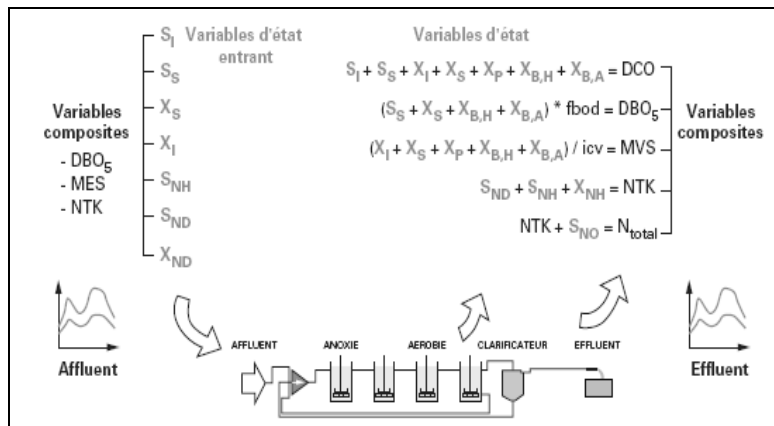 Variables
composites
- DBO5
- MES
- NTK
SI
SS
XS
XI
SNH
SND
XND
Variables d'état
entrant
Variables d'état
SI + SS + XI + XS + XP + XB,H + XB,A = DCO
(SS + XS + XB,H + XB,A) * fbod = DBO5
(XI + XS + XP + XB,H + XB,A) / icv = MVS
SND + SNH + XNH = NTK
NTK + SNO = Ntotal
Variables
composites
Affluent
AFFLUENT
ANOXIE
AEROBIE
CLARIFICATEUR
EFFLUENT
Effluent